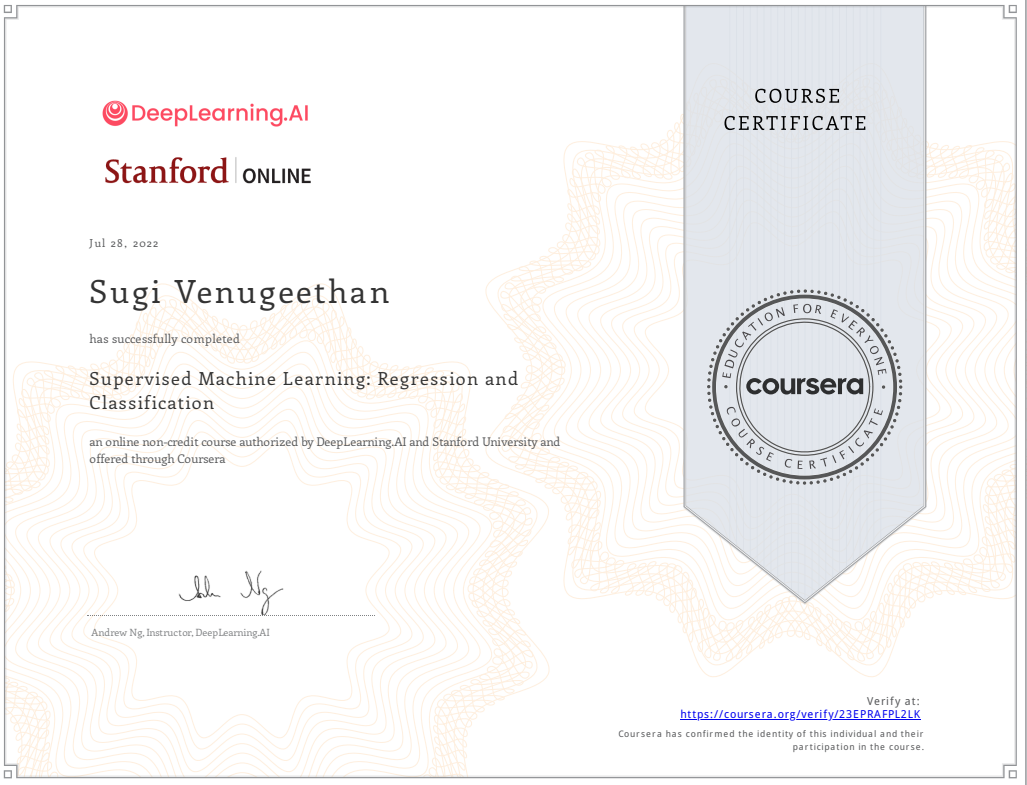 DeepLearning.AI
Stanford | ONLINE
COURSE
CERTIFICATE
Jul 28, 2022
Sugi Venugeethan
has successfully completed
Supervised Machine Learning: Regression and
Classification
an online non-credit course authorized by DeepLearning.AI and Stanford University and
offered through Coursera
EDUCATION FOR EVERYONE
coursera
COURSE CERTIFICATE
Andrew Ng, Instructor, DeepLearning.AI
Verify at:
https://coursera.org/verify/23EPRAFPL2LK
Coursera has confirmed the identity of this individual and their
participation in the course.